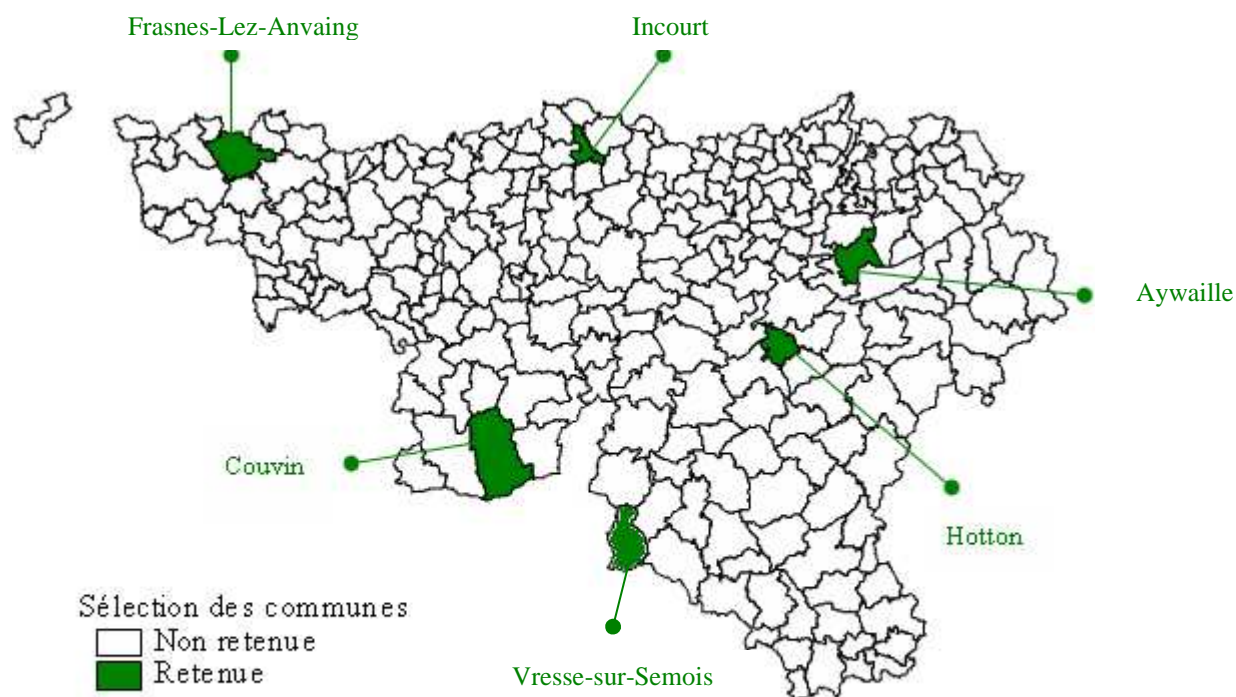 Frasnes-Lez-Anvaing
Incourt
Aywaille
Couvin
Hotton
Sélection des communes
Non retenue
Retenue
Vresse-sur-Semois